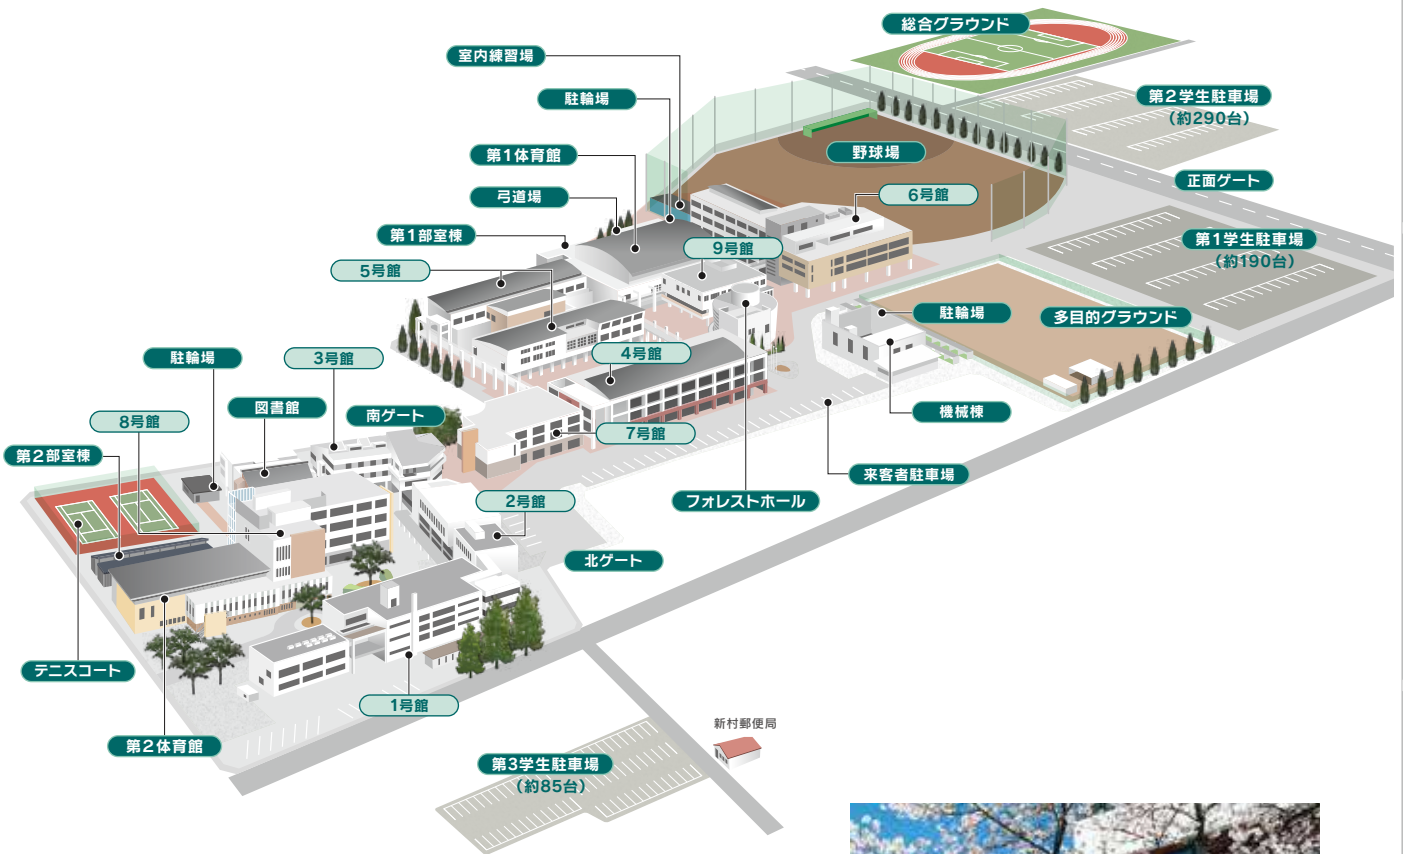 総合グラウンド
室内練習場
駐輪場
第2学生駐車場
（約290台）
第1体育館
野球場
正面ゲート
弓道場
6号館
第1部室棟
9号館
第1学生駐車場
（約190台）
5号館
駐輪場
多目的グラウンド
駐輪場
3号館
4号館
図書館
南ゲート
機械棟
8号館
7号館
第2部室棟
来客者駐車場
2号館
フォレストホール
北ゲート
テニスコート
1号館
新村郵便局
第2体育館
第3学生駐車場
（約85台）